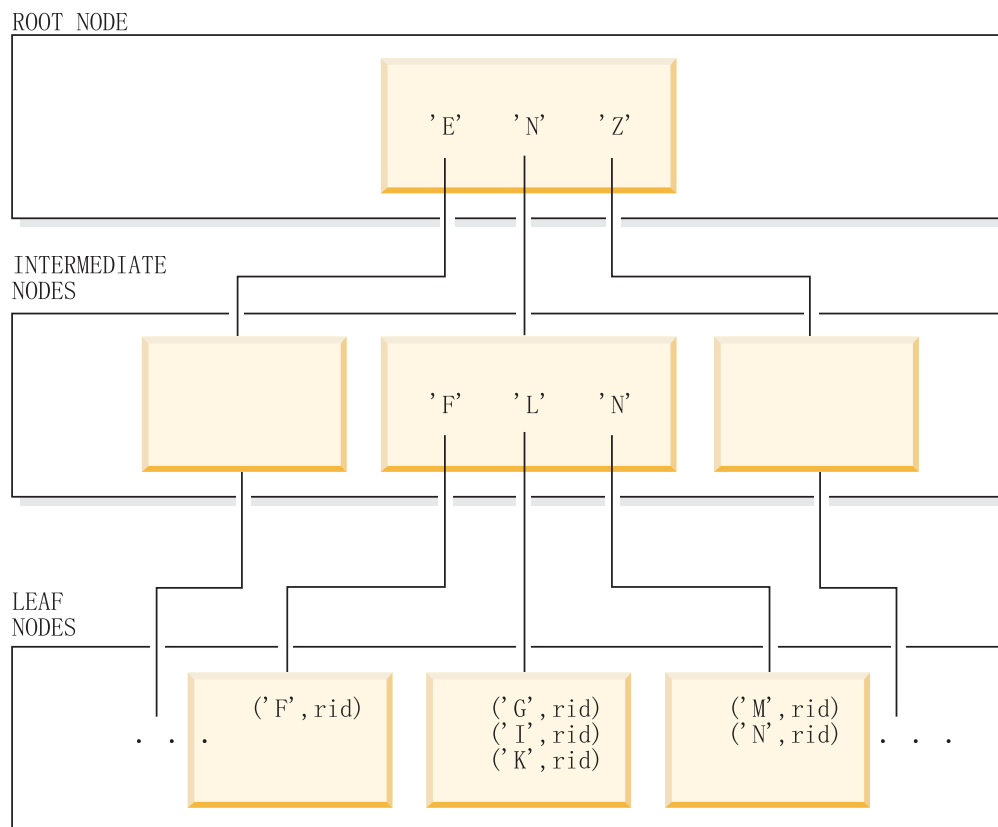 ROOT NODE
'E' 'N' 'Z'
INTERMEDIATE
NODES
'F' 'L' 'N'
LEAF
NODES
('F',rid)
('G',rid)
('I',rid)
('K',rid)
('M',rid)
('N',rid)
. . .
. . .